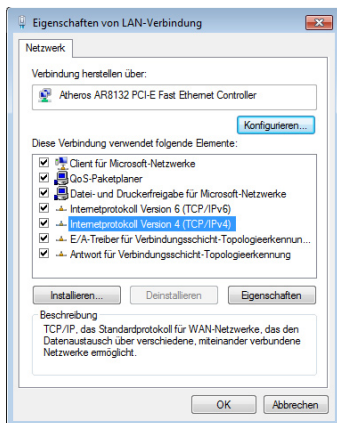 Eigenschaften von LAN-Verbindung
Netzwerk
Verbindung herstellen über:
Atheros AR8132 PCI-E Fast Ethernet Controller
Konfigurieren...
Diese Verbindung verwendet folgende Elemente:
Client für Microsoft-Netzwerke
QoS-Paketplaner
Datei- und Druckerfreigabe für Microsoft-Netzwerke
Internetprotokoll Version 6 (TCP/IPv6)
Internetprotokoll Version 4 (TCP/IPv4)
E/A-Treiber für Verbindungsschicht-Topologieerkennun...
Antwort für Verbindungsschicht-Topologieerkennung
Installieren... Deinstallieren Eigenschaften
Beschreibung
TCP/IP, das Standardprotokoll für WAN-Netzwerke, das den
Datenaustausch über verschiedene, miteinander verbundene
Netzwerke ermöglicht.
OK Abbrechen